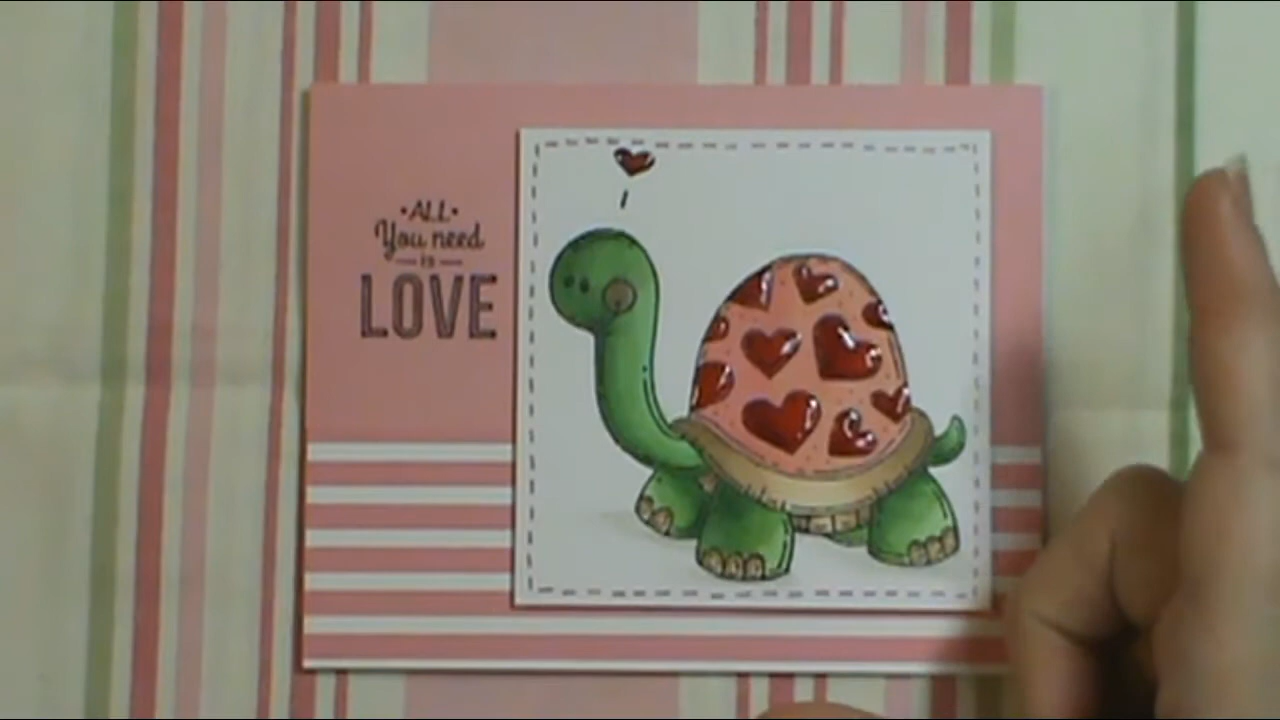 •ALL•
You need
— is —
LOVE